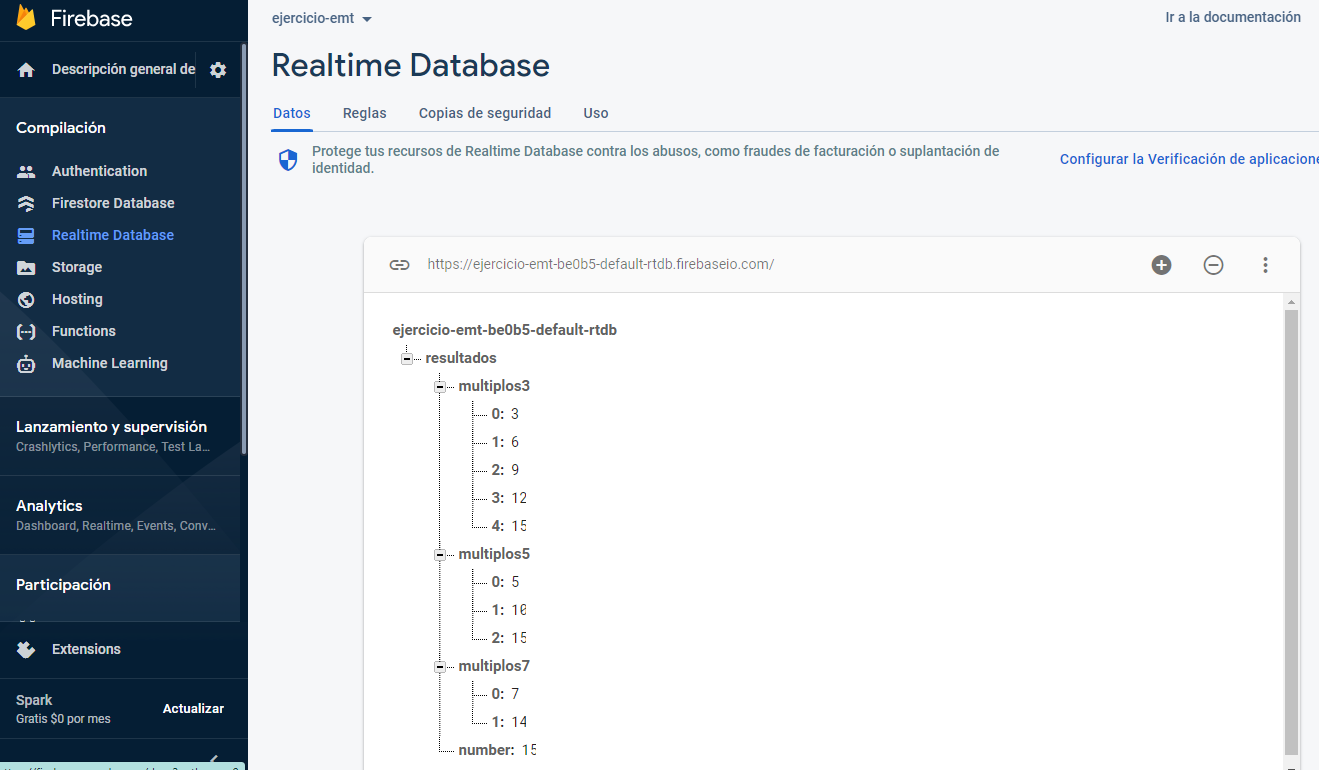 Firebase
Descripción general de
Compilación
Authentication
Firestore Database
Realtime Database
Storage
Hosting
Functions
Machine Learning
Lanzamiento y supervisión
Crashlytics, Performance, Test La...
Analytics
Dashboard, Realtime, Events, Conv...
Participación
Extensions
Spark
Gratis $0 por mes
Actualizar
ejercicio-emt
Ir a la documentación
Realtime Database
Datos Reglas Copias de seguridad Uso
Protege tus recursos de Realtime Database contra los abusos, como fraudes de facturación o suplantación de
identidad.
Configurar la Verificación de aplicacione
https://ejercicio-emt-be0b5-default-rtdb.firebaseio.com/
ejercicio-emt-be0b5-default-rtdb
resultados
multiplos3
0: 3
1: 6
2: 9
3: 12
4: 15
multiplos5
0: 5
1: 10
2: 15
multiplos7
0: 7
1: 14
number: 15